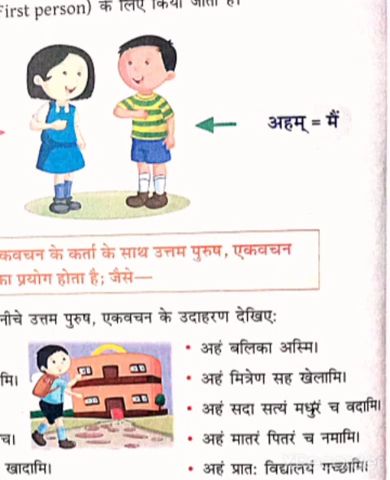 First person) के लिए किया जाता है।
अहम् = मैं
कवचन के कर्ता के साथ उत्तम पुरुष, एकवचन
का प्रयोग होता है; जैसे—
नीचे उत्तम पुरुष, एकवचन के उदाहरण देखिए:
• अहं बलिका अस्मि।
मि।
• अहं मित्रेण सह खेलामि।
• अहं सदा सत्यं मधुरं च वदामि।
च।
• अहं मातरं पितरं च नमामि।
खादामि।
• अहं प्रातः विद्यालयं गच्छामि।